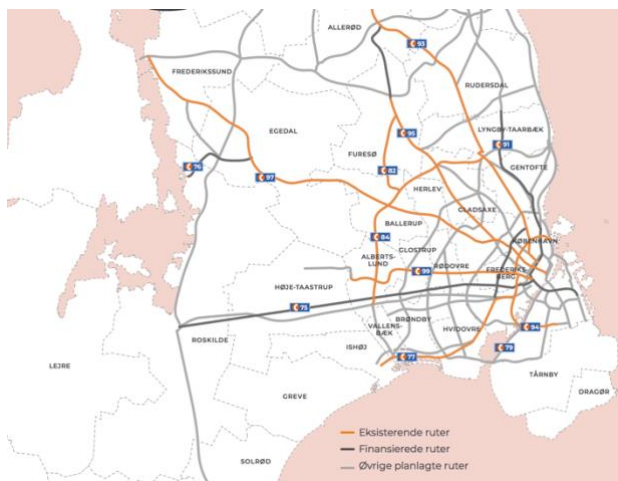 ALLERØD
93
FREDERIKSSUND
RUDERSDAL
EGEDAL
LYNGBY-TAARBÆK
95
91
FURESØ
76
97
82
GENTOFTE
HERLEV
GLADSAXE
BALLERUP
84
KØBENHAVN
GLOSTRUP
ALBERTS-
LUND
RØDOVRE
FREDERIKS-
BERG
99
HØJE-TAASTRUP
75
BRØNDBY
VALLENS-
BÆK
HVIDOVRE
94
ROSKILDE
ISHØJ
77
79
LEJRE
TÅRNBY
GREVE
DRAGØR
SOLRØD
Eksisterende ruter
Finansierede ruter
Øvrige planlagte ruter